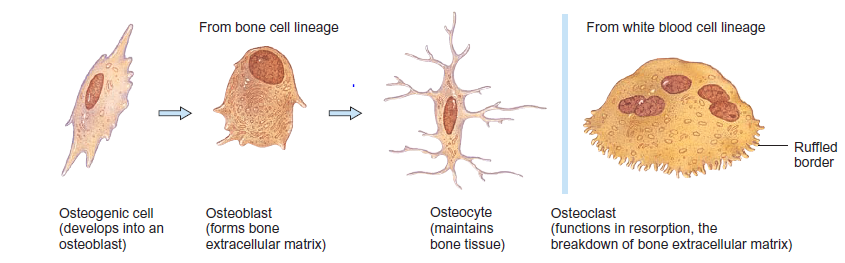 From bone cell lineage
From white blood cell lineage
Ruffled
border
Osteogenic cell
(develops into an
osteoblast)
Osteoblast
(forms bone
extracellular matrix)
Osteocyte
(maintains
bone tissue)
Osteoclast
(functions in resorption, the
breakdown of bone extracellular matrix)